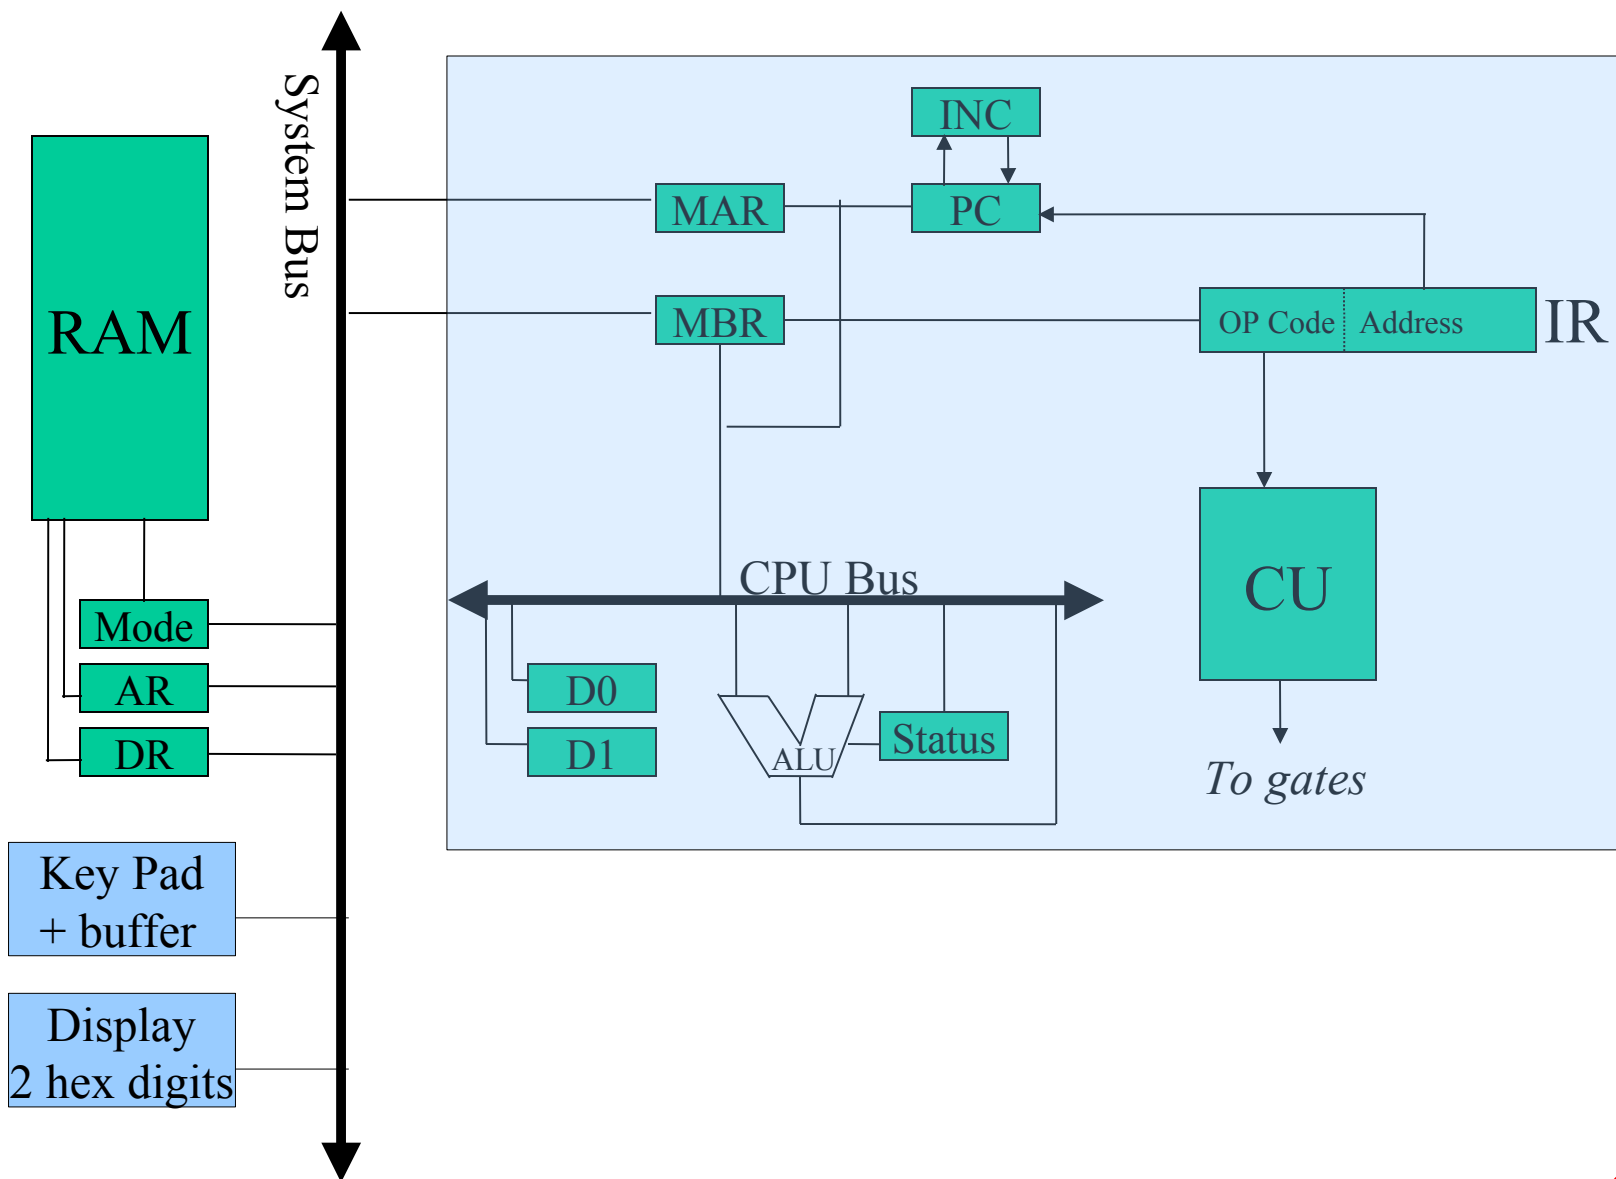 System Bus
INC
RAM
MAR
PC
MBR
OP Code
Address
IR
CPU Bus
CU
Mode
AR
DR
D0
D1
ALU
Status
To gates
Key Pad
+ buffer
Display
2 hex digits